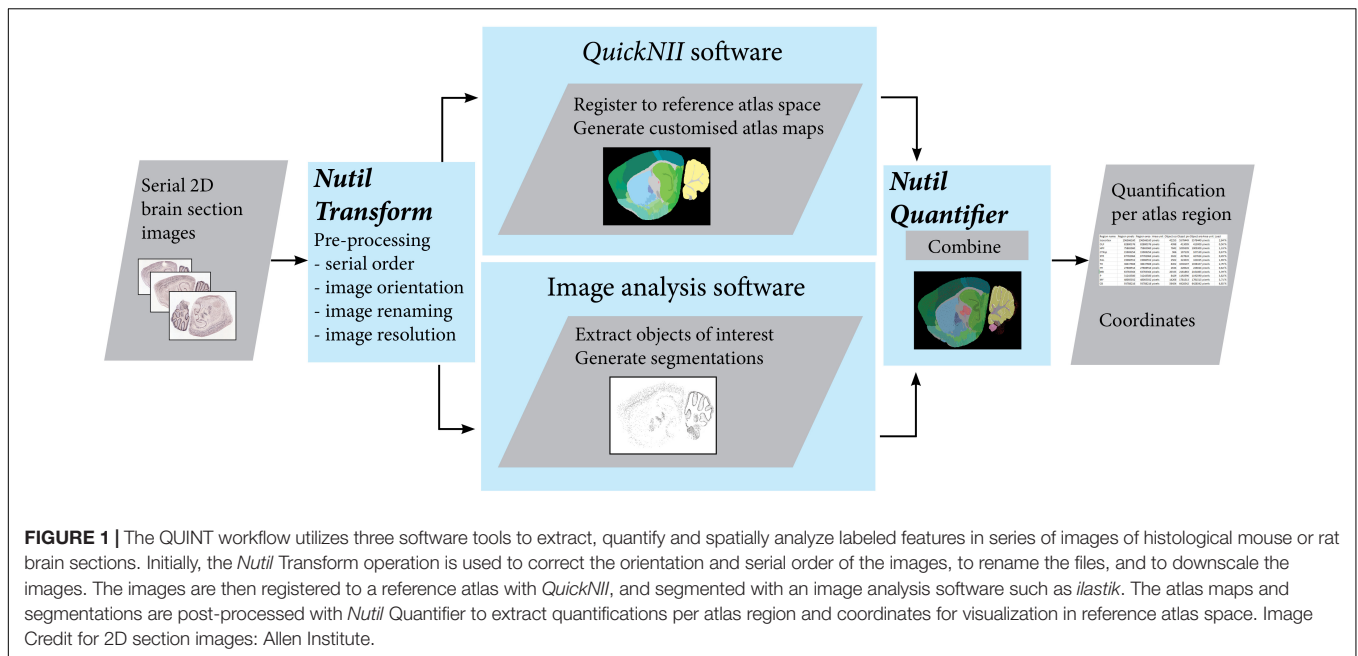 QuickNII software
Register to reference atlas space
Generate customised atlas maps
Serial 2D
brain section
images
Nutil
Transform
Pre-processing
- serial order
- image orientation
- image renaming
- image resolution
Image analysis software
Extract objects of interest
Generate segmentations
Nutil
Quantifier
Combine
Quantification
per atlas region
Coordinates
FIGURE 1 | The QUINT workflow utilizes three software tools to extract, quantify and spatially analyze labeled features in series of images of histological mouse or rat
brain sections. Initially, the Nutil Transform operation is used to correct the orientation and serial order of the images, to rename the files, and to downscale the
images. The images are then registered to a reference atlas with QuickNII, and segmented with an image analysis software such as ilastik. The atlas maps and
segmentations are post-processed with Nutil Quantifier to extract quantifications per atlas region and coordinates for visualization in reference atlas space. Image
Credit for 2D section images: Allen Institute.